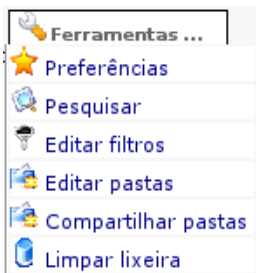 Ferramentas ...
Preferências
Pesquisar
Editar filtros
Editar pastas
Compartilhar pastas
Limpar lixeira